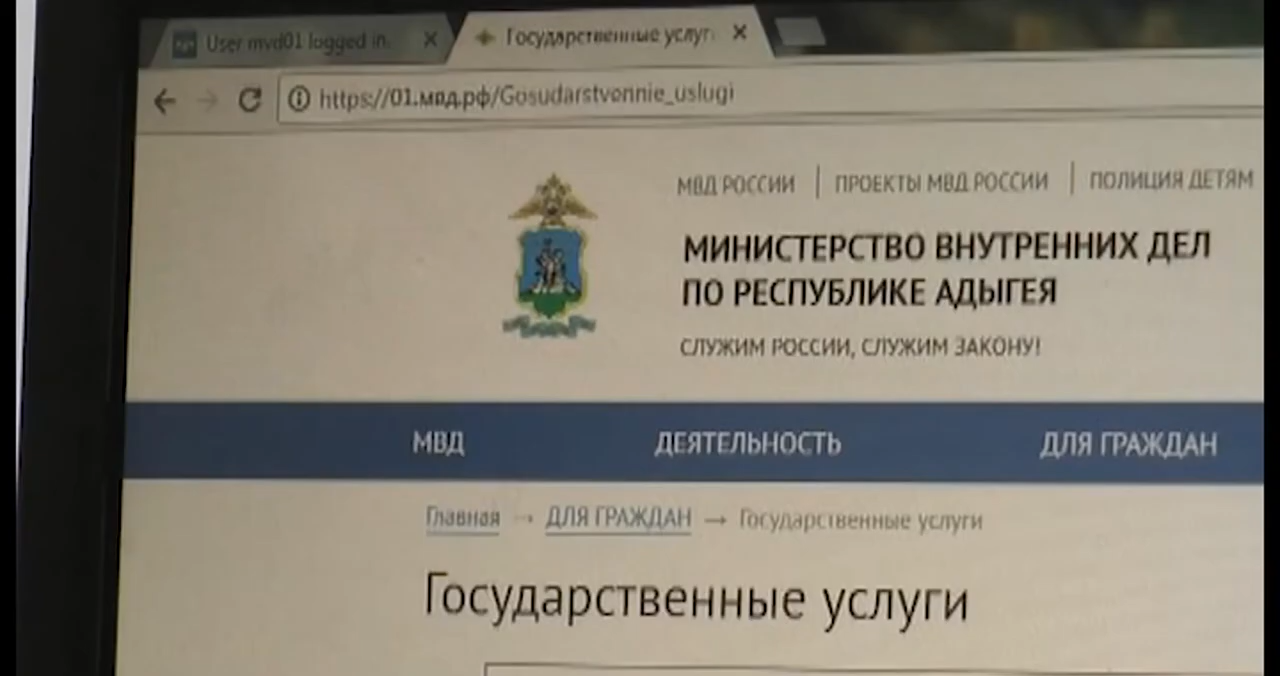 User mvd01 logged in.
Государственные услуг
https://01.мвд.рф/Gosudarstvennie_uslugi
МВД РОССИИ | ПРОЕКТЫ МВД РОССИИ | ПОЛИЦИЯ ДЕТЯМ
МИНИСТЕРСТВО ВНУТРЕННИХ ДЕЛ
ПО РЕСПУБЛИКЕ АДЫГЕЯ
СЛУЖИМ РОССИИ, СЛУЖИМ ЗАКОНУ!
МВД ДЕЯТЕЛЬНОСТЬ ДЛЯ ГРАЖДАН
Главная → ДЛЯ ГРАЖДАН → Государственные услуги
Государственные услуги